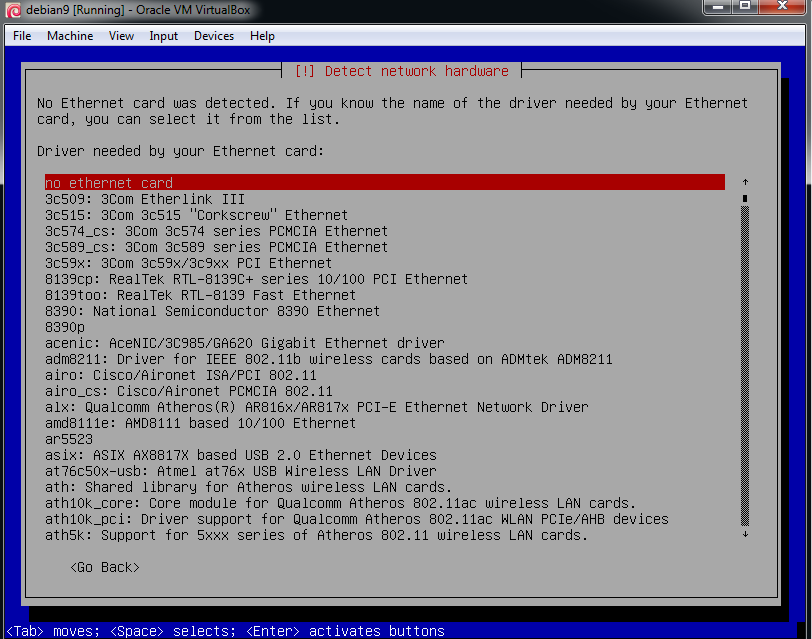 debian9 [Running] - Oracle VM VirtualBox
File Machine View Input Devices Help
[!] Detect network hardware
No Ethernet card was detected. If you know the name of the driver needed by your Ethernet
card, you can select it from the list.
Driver needed by your Ethernet card:
no ethernet card
3c509: 3Com Etherlink III
3c515: 3Com 3c515 "Corkscrew" Ethernet
3c574_cs: 3Com 3c574 series PCMCIA Ethernet
3c589_cs: 3Com 3c589 series PCMCIA Ethernet
3c59x: 3Com 3c59x/3c9xx PCI Ethernet
8139cp: RealTek RTL-8139C+ series 10/100 PCI Ethernet
8139too: RealTek RTL-8139 Fast Ethernet
8390: National Semiconductor 8390 Ethernet
8390p
acenic: AceNIC/3C985/GA620 Gigabit Ethernet driver
adm8211: Driver for IEEE 802.11b wireless cards based on ADMtek ADM8211
airo: Cisco/Aironet ISA/PCI 802.11
airo_cs: Cisco/Aironet PCMCIA 802.11
alx: Qualcomm Atheros(R) AR816x/AR817x PCI-E Ethernet Network Driver
amd8111e: AMD8111 based 10/100 Ethernet
ar5523
asix: ASIX AX8817X based USB 2.0 Ethernet Devices
at76c50x-usb: Atmel at76x USB Wireless LAN Driver
ath: Shared library for Atheros wireless LAN cards.
ath10k_core: Core module for Qualcomm Atheros 802.11ac wireless LAN cards.
ath10k_pci: Driver support for Qualcomm Atheros 802.11ac WLAN PCIe/AHB devices
ath5k: Support for 5xxx series of Atheros 802.11 wireless LAN cards.
<Go Back>
<Tab> moves; <Space> selects; <Enter> activates buttons